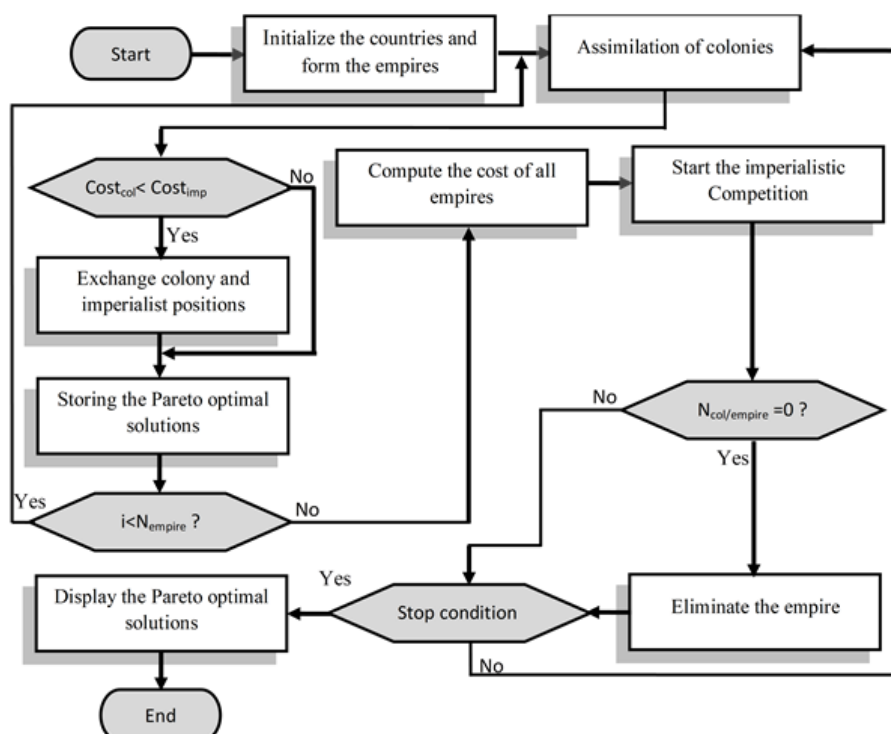 Start
Initialize the countries and
form the empires
Assimilation of colonies
Cost_col< Cost_imp
No
Yes
Exchange colony and
imperialist positions
Storing the Pareto optimal
solutions
Yes
i<N_empire ?
No
Compute the cost of all
empires
Start the imperialistic
Competition
N_col/empire =0 ?
No
Yes
Eliminate the empire
Stop condition
Yes
No
Display the Pareto optimal
solutions
End